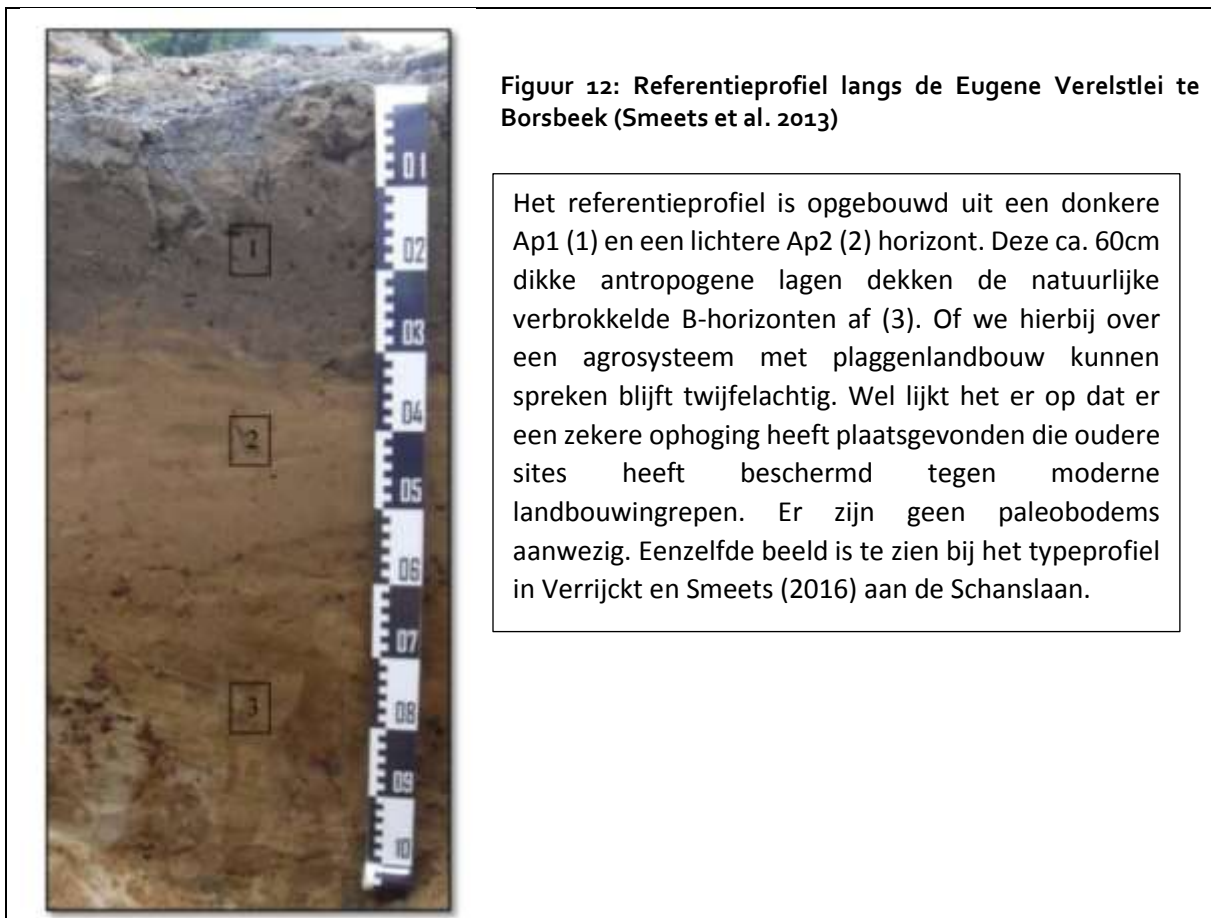 Figuur 12: Referentieprofiel langs de Eugene Verelstlei te
Borsbeek (Smeets et al. 2013)
Het referentieprofiel is opgebouwd uit een donkere
Ap1 (1) en een lichtere Ap2 (2) horizont. Deze ca. 60cm
dikke antropogene lagen dekken de natuurlijke
verbrokkelde B-horizonten af (3). Of we hierbij over
een agrosysteem met plaggenlandbouw kunnen
spreken blijft twijfelachtig. Wel lijkt het er op dat er
een zekere ophoging heeft plaatsgevonden die oudere
sites heeft beschermd tegen moderne
landbouwingrepen. Er zijn geen paleobodems
aanwezig. Eenzelfde beeld is te zien bij het typeprofiel
in Verrijckt en Smeets (2016) aan de Schanslaan.
01
1
02
03
04
2
05
06
07
3
08
09
10